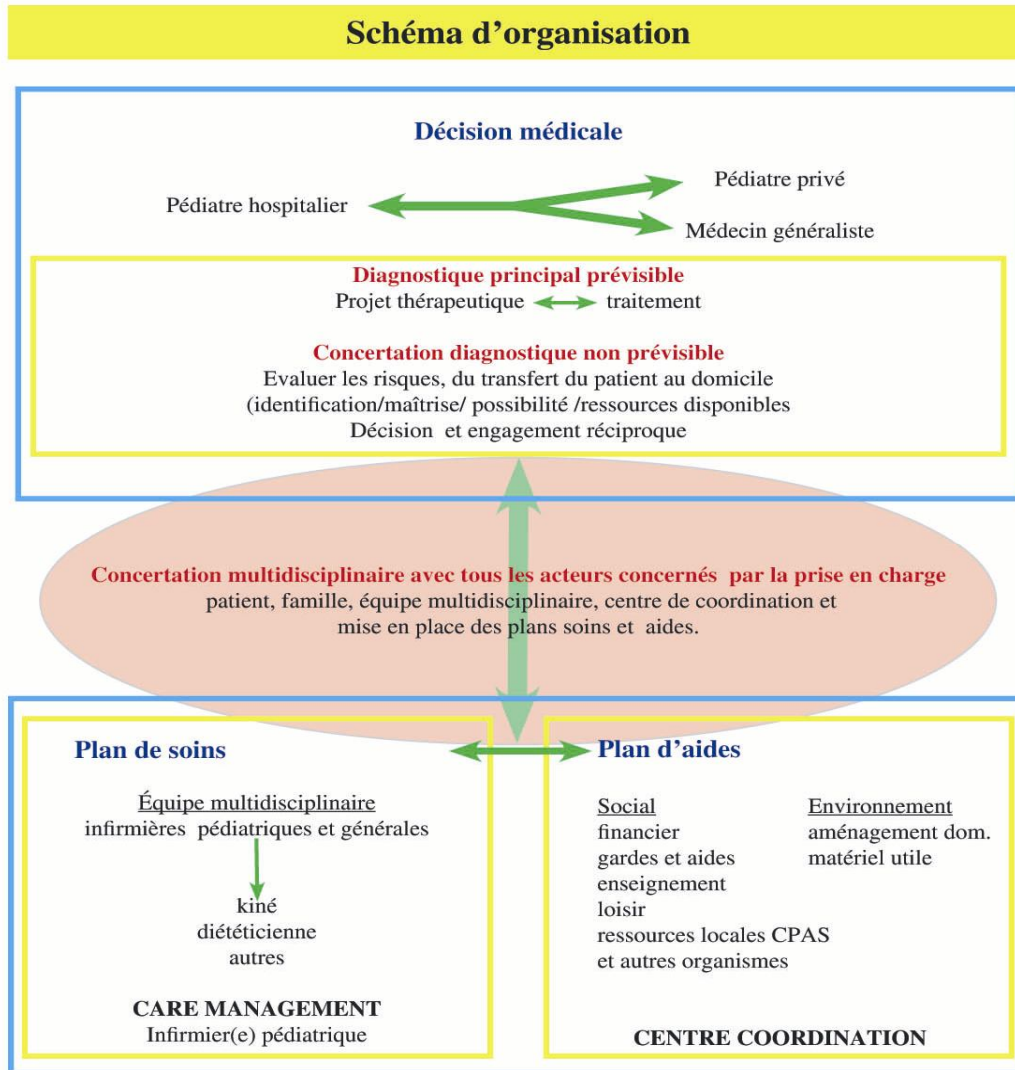 Schéma d’organisation
Décision médicale
Pédiatre hospitalier
Pédiatre privé
Médecin généraliste
Diagnostique principal prévisible
Projet thérapeutique traitement
Concertation diagnostique non prévisible
Evaluer les risques, du transfert du patient au domicile
(identification/maîtrise/ possibilité /ressources disponibles
Décision et engagement réciproque
Concertation multidisciplinaire avec tous les acteurs concernés par la prise en charge
patient, famille, équipe multidisciplinaire, centre de coordination et
mise en place des plans soins et aides.
Plan de soins
Équipe multidisciplinaire
infirmières pédiatriques et générales
kiné
diététicienne
autres
CARE MANAGEMENT
Infirmier(e) pédiatrique
Plan d’aides
Social
financier
gardes et aides
enseignement
loisir
ressources locales CPAS
et autres organismes
Environnement
aménagement dom.
matériel utile
CENTRE COORDINATION